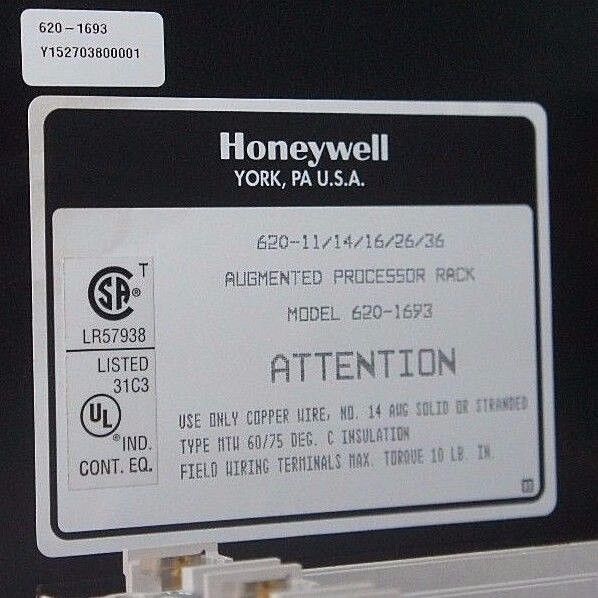 620-1693
Y152703800001
Honeywell
YORK, PA U.S.A.
620-11/14/16/26/36
AUGMENTED PROCESSOR RACK
MODEL 620-1693
ATTENTION
USE ONLY COPPER WIRE, NO. 14 AWG SOLID OR STRANDED
TYPE MTW 60/75 DEG. C INSULATION
FIELD WIRING TERMINALS MAX. TORQUE 10 LB. IN.
SA ® T
LR57938
LISTED
31C3
UL
® IND.
CONT. EQ.